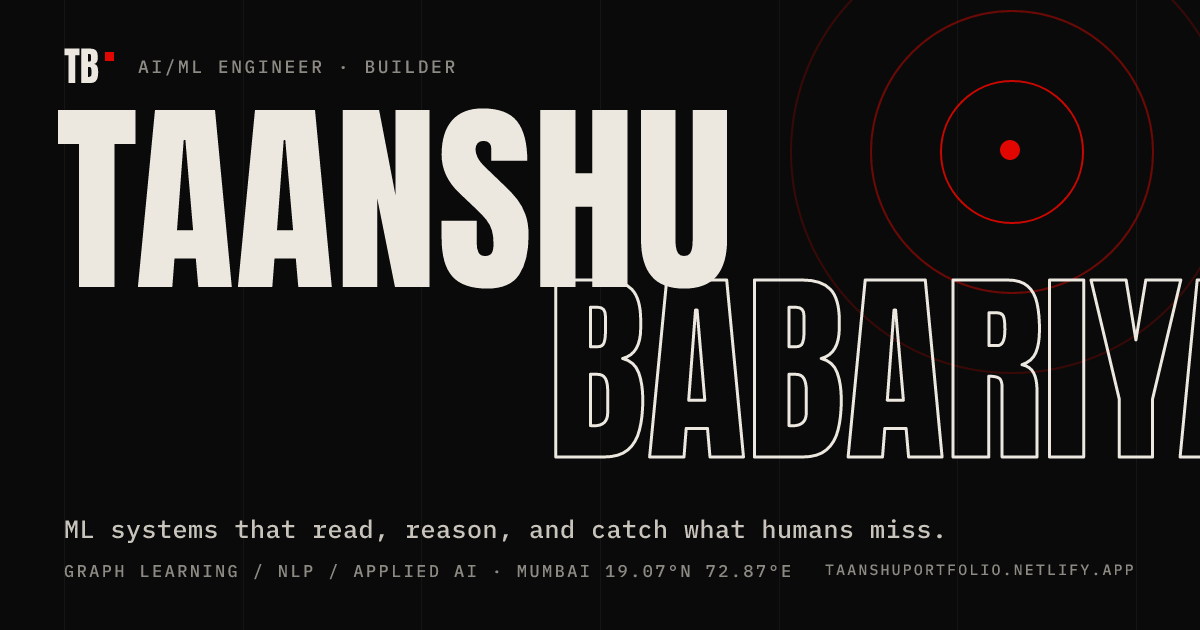 TB
AI/ML ENGINEER · BUILDER
TAANSHU
BABARIY
ML systems that read, reason, and catch what humans miss.
GRAPH LEARNING / NLP / APPLIED AI · MUMBAI 19.07°N 72.87°E
TAANSHUPORTFOLIO.NETLIFY.APP